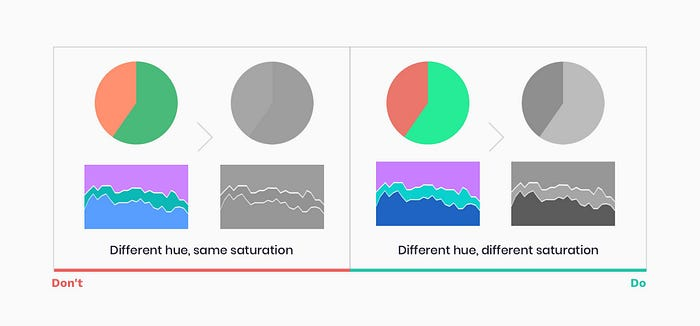 Different hue, same saturation
Different hue, different saturation
Don't
Do